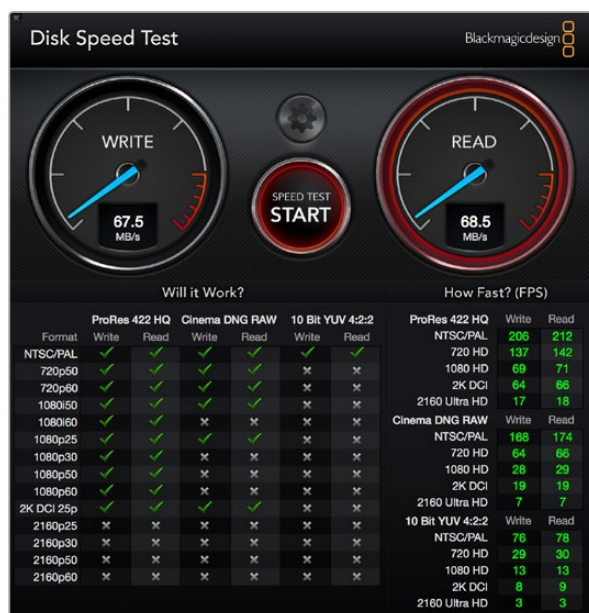 Disk Speed Test
Blackmagicdesign
WRITE
67.5
MB/s
SPEED TEST
START
READ
68.5
MB/s
Will it Work?
ProRes 422 HQ Cinema DNG RAW 10 Bit YUV 4:2:2
Format Write Read Write Read Write Read
NTSC/PAL
720p50
720p60
1080i50
1080i60
1080p25
1080p30
1080p50
1080p60
2K DCI 25p
2160p25
2160p30
2160p50
2160p60
How Fast? (FPS)
ProRes 422 HQ Write Read
NTSC/PAL 206 212
720 HD 137 142
1080 HD 69 71
2K DCI 64 66
2160 Ultra HD 17 18
Cinema DNG RAW Write Read
NTSC/PAL 168 174
720 HD 64 66
1080 HD 28 29
2K DCI 19 19
2160 Ultra HD 7 7
10 Bit YUV 4:2:2 Write Read
NTSC/PAL 76 78
720 HD 29 30
1080 HD 13 13
2K DCI 8 9
2160 Ultra HD 3 3